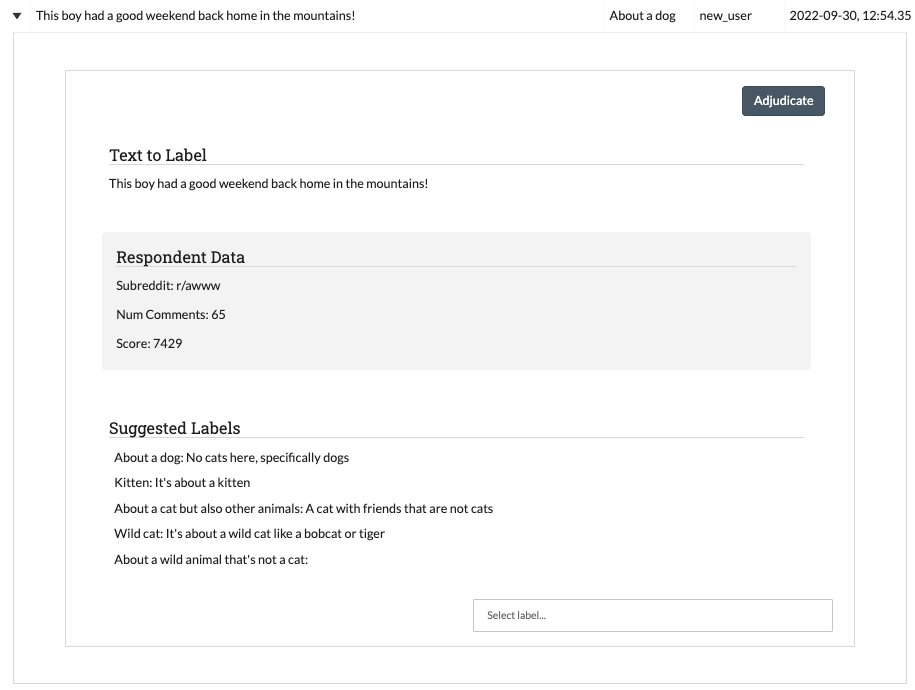 This boy had a good weekend back home in the mountains! About a dog new_user 2022-09-30, 12:54.35
Adjudicate
Text to Label
This boy had a good weekend back home in the mountains!
Respondent Data
Subreddit: r/awww
Num Comments: 65
Score: 7429
Suggested Labels
About a dog: No cats here, specifically dogs
Kitten: It's about a kitten
About a cat but also other animals: A cat with friends that are not cats
Wild cat: It's about a wild cat like a bobcat or tiger
About a wild animal that's not a cat:
Select label...